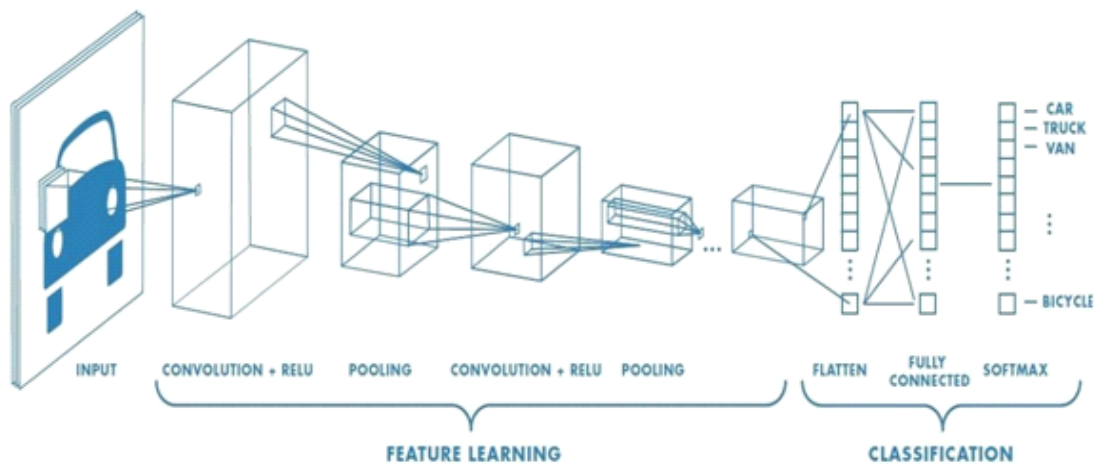 CAR
TRUCK
VAN
BICYCLE
INPUT
CONVOLUTION + RELU
POOLING
CONVOLUTION + RELU
POOLING
FLATTEN
FULLY
CONNECTED
SOFTMAX
FEATURE LEARNING
CLASSIFICATION